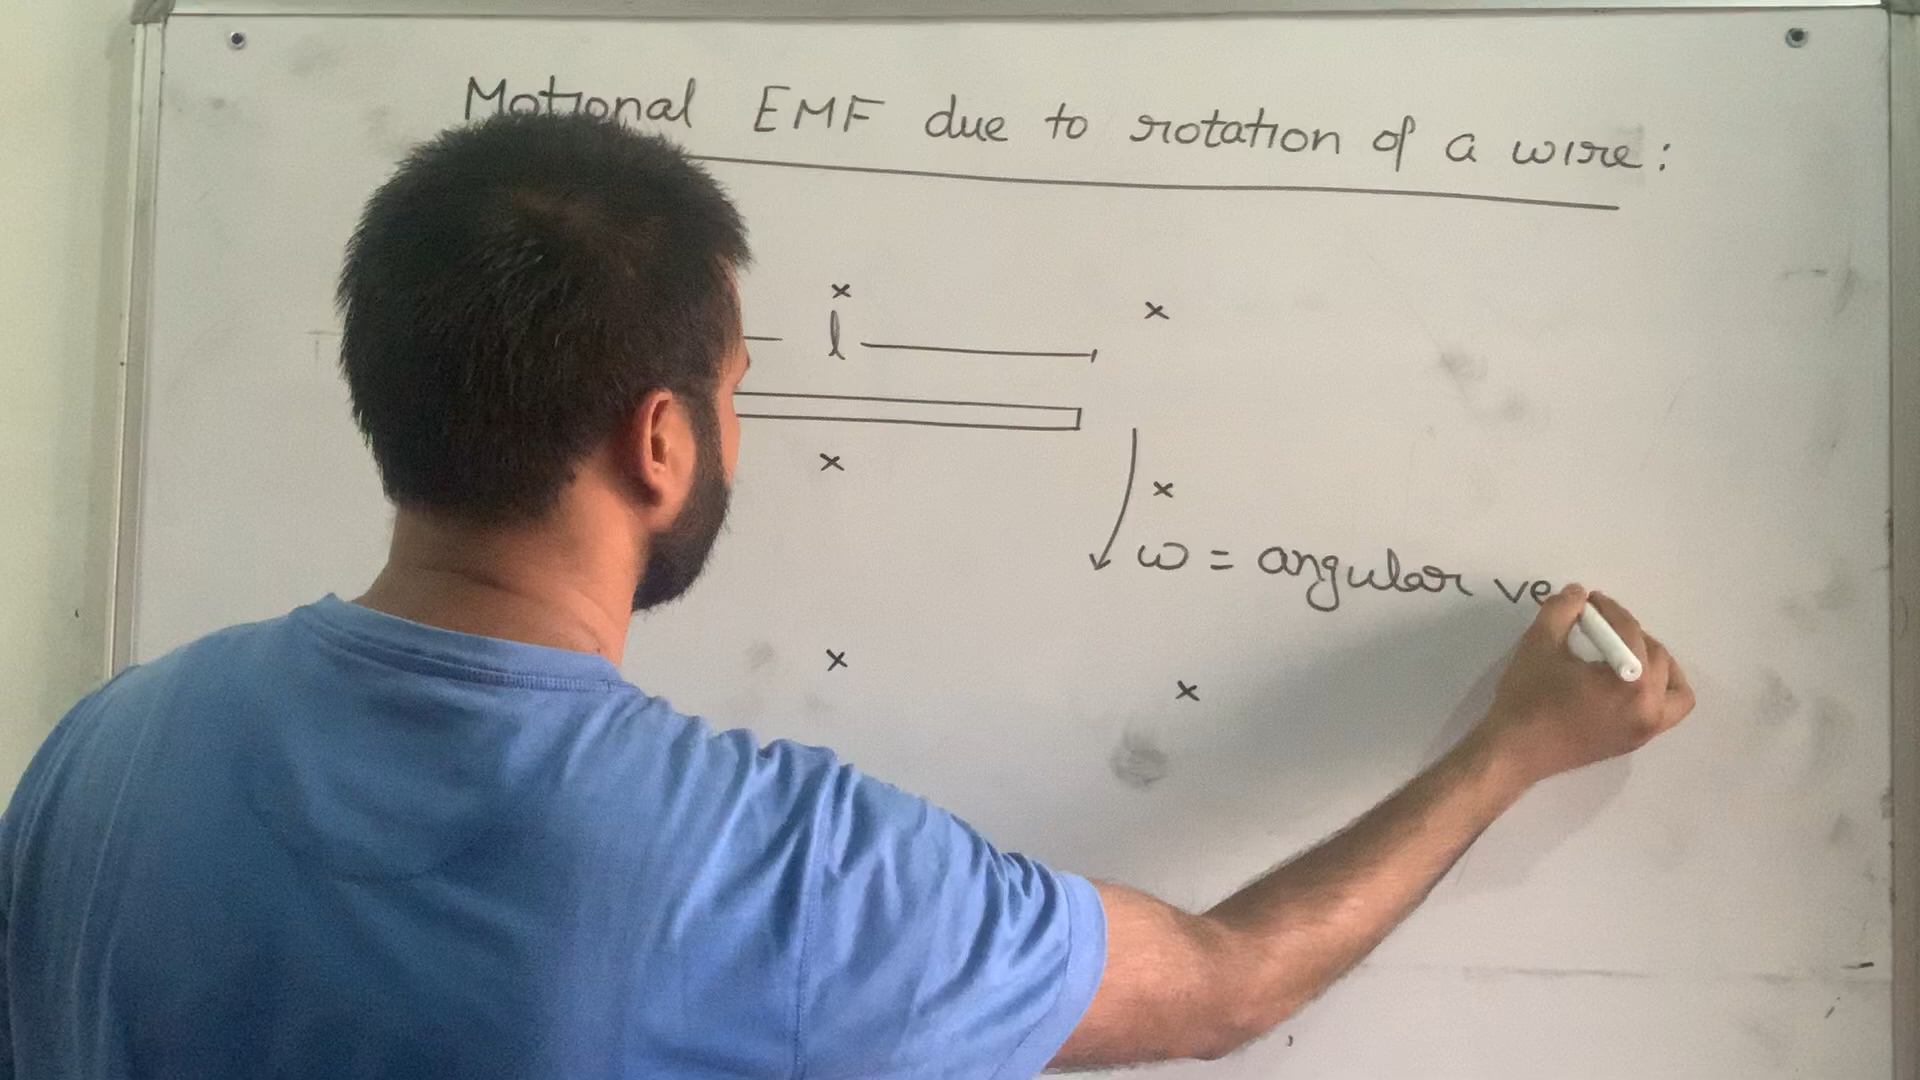 Motional EMF due to rotation of a wire:
x x
l
x
x
ω = angular ve
x x